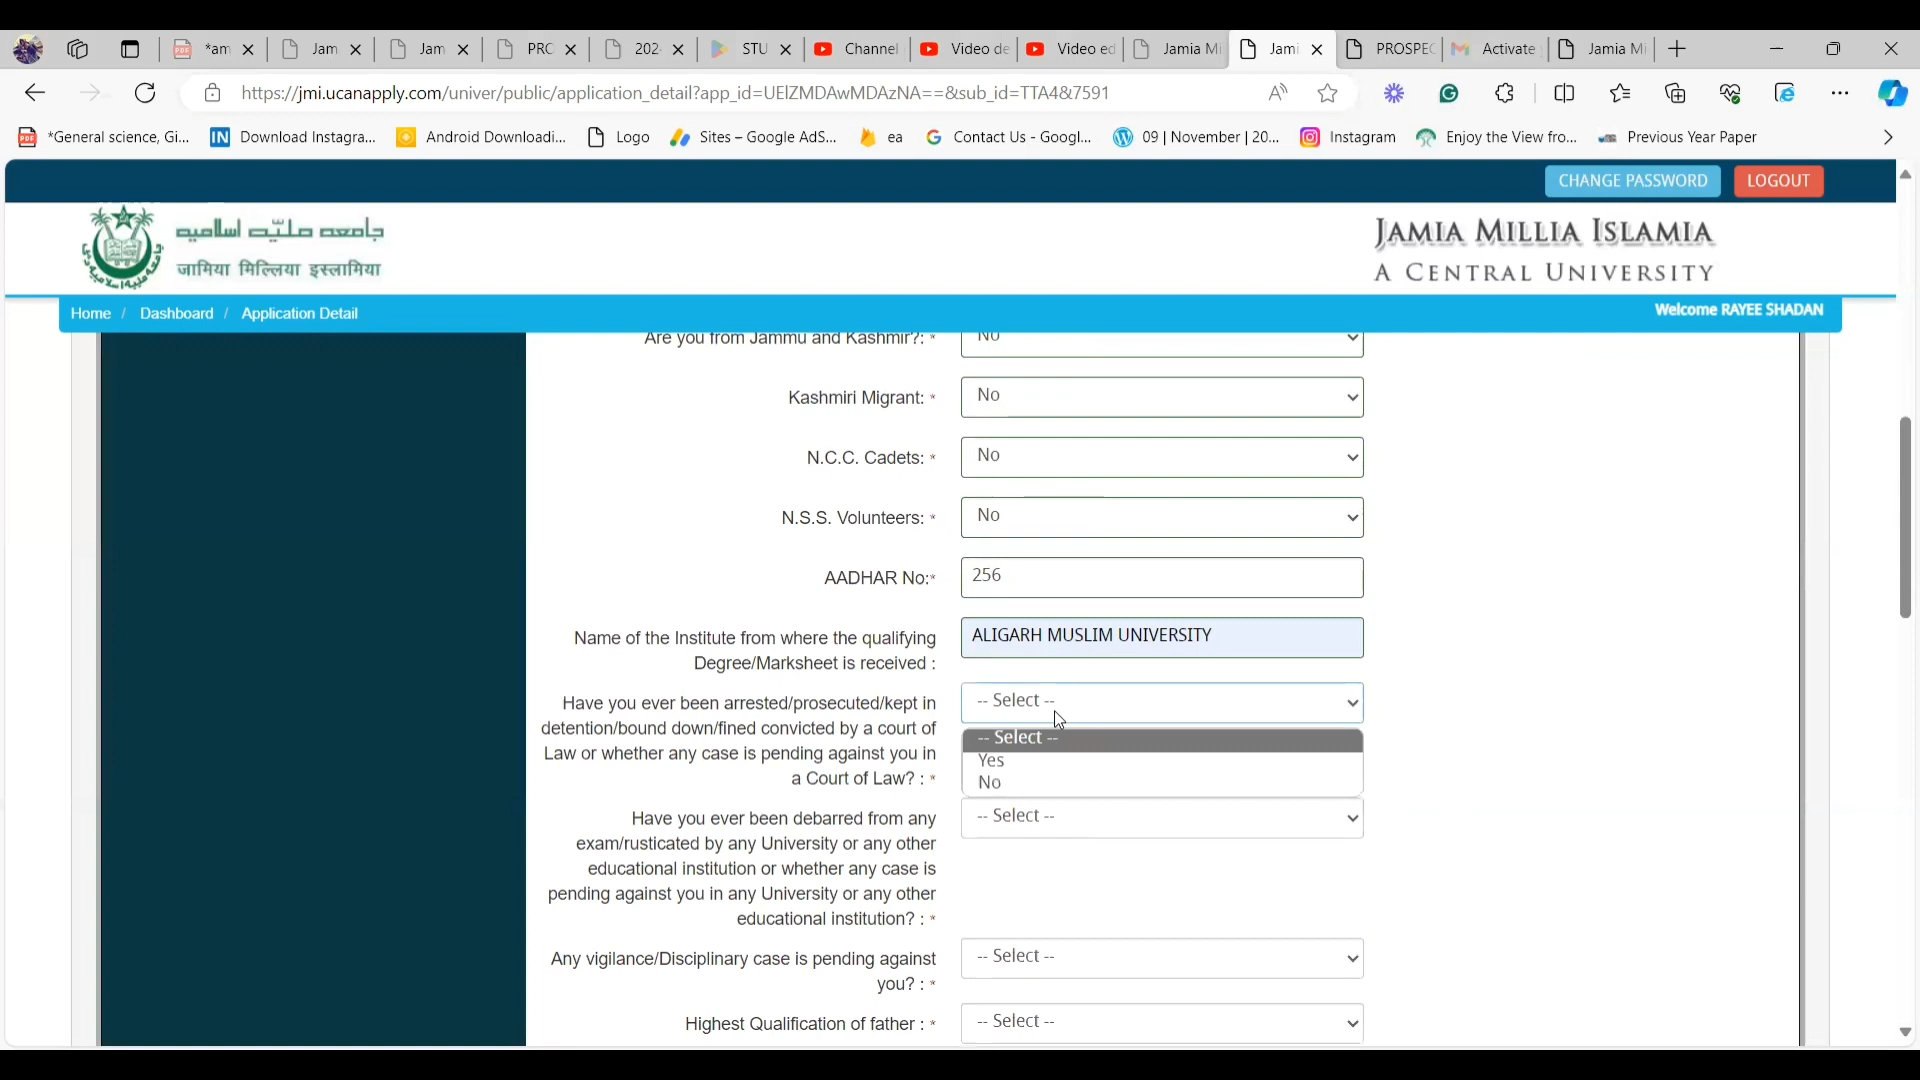 *am
Jam
Jam
PRC
202
STU
Channel
Video de
Video ed
Jamia Mi
Jami
PROSPEC
Activate
Jamia Mi
https://jmi.ucanapply.com/univer/public/application_detail?app_id=UElZMDAwMDAzNA==&sub_id=TTA4&7591
*General science, Gi...
Download Instagra...
Android Downloadi...
Logo
Sites – Google AdS...
ea
Contact Us - Googl...
09 | November | 20...
Instagram
Enjoy the View fro...
Previous Year Paper
CHANGE PASSWORD
LOGOUT
جامعہ ملیّہ اسلامیہ
जामिया मिल्लिया इस्लामिया
JAMIA MILLIA ISLAMIA
A CENTRAL UNIVERSITY
Home / Dashboard / Application Detail
Welcome RAYEE SHADAN
Are you from Jammu and Kashmir?: * No
Kashmiri Migrant: * No
N.C.C. Cadets: * No
N.S.S. Volunteers: * No
AADHAR No:* 256
Name of the Institute from where the qualifying
Degree/Marksheet is received :
ALIGARH MUSLIM UNIVERSITY
Have you ever been arrested/prosecuted/kept in
detention/bound down/fined convicted by a court of
Law or whether any case is pending against you in
a Court of Law? : *
-- Select --
-- Select --
Yes
No
Have you ever been debarred from any
exam/rusticated by any University or any other
educational institution or whether any case is
pending against you in any University or any other
educational institution? : *
-- Select --
Any vigilance/Disciplinary case is pending against
you? : *
-- Select --
Highest Qualification of father : * -- Select --